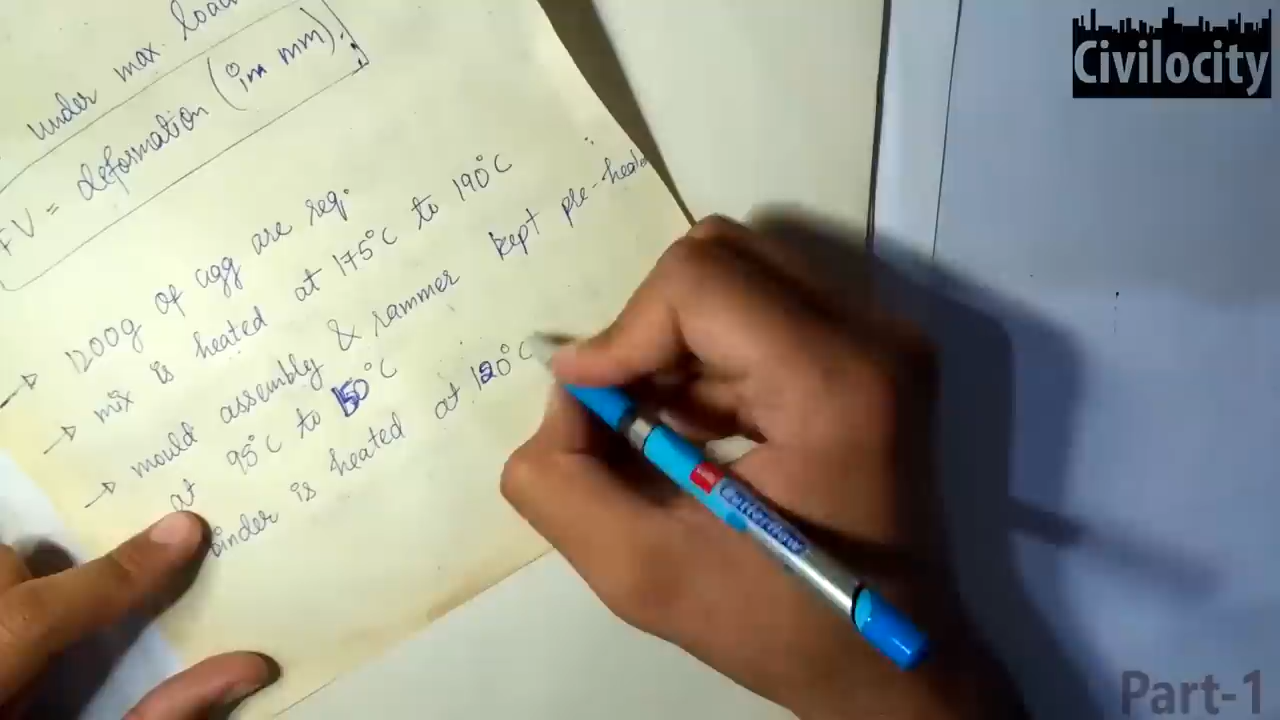 under max. load
FV = deformation (in mm).
→ 1200g of agg are req.
→ mix is heated at 175°C to 190°C
→ mould assembly & rammer kept pre-heat
at 95°C to 150°C
binder is heated at 120°C
Civilocity
Part-1